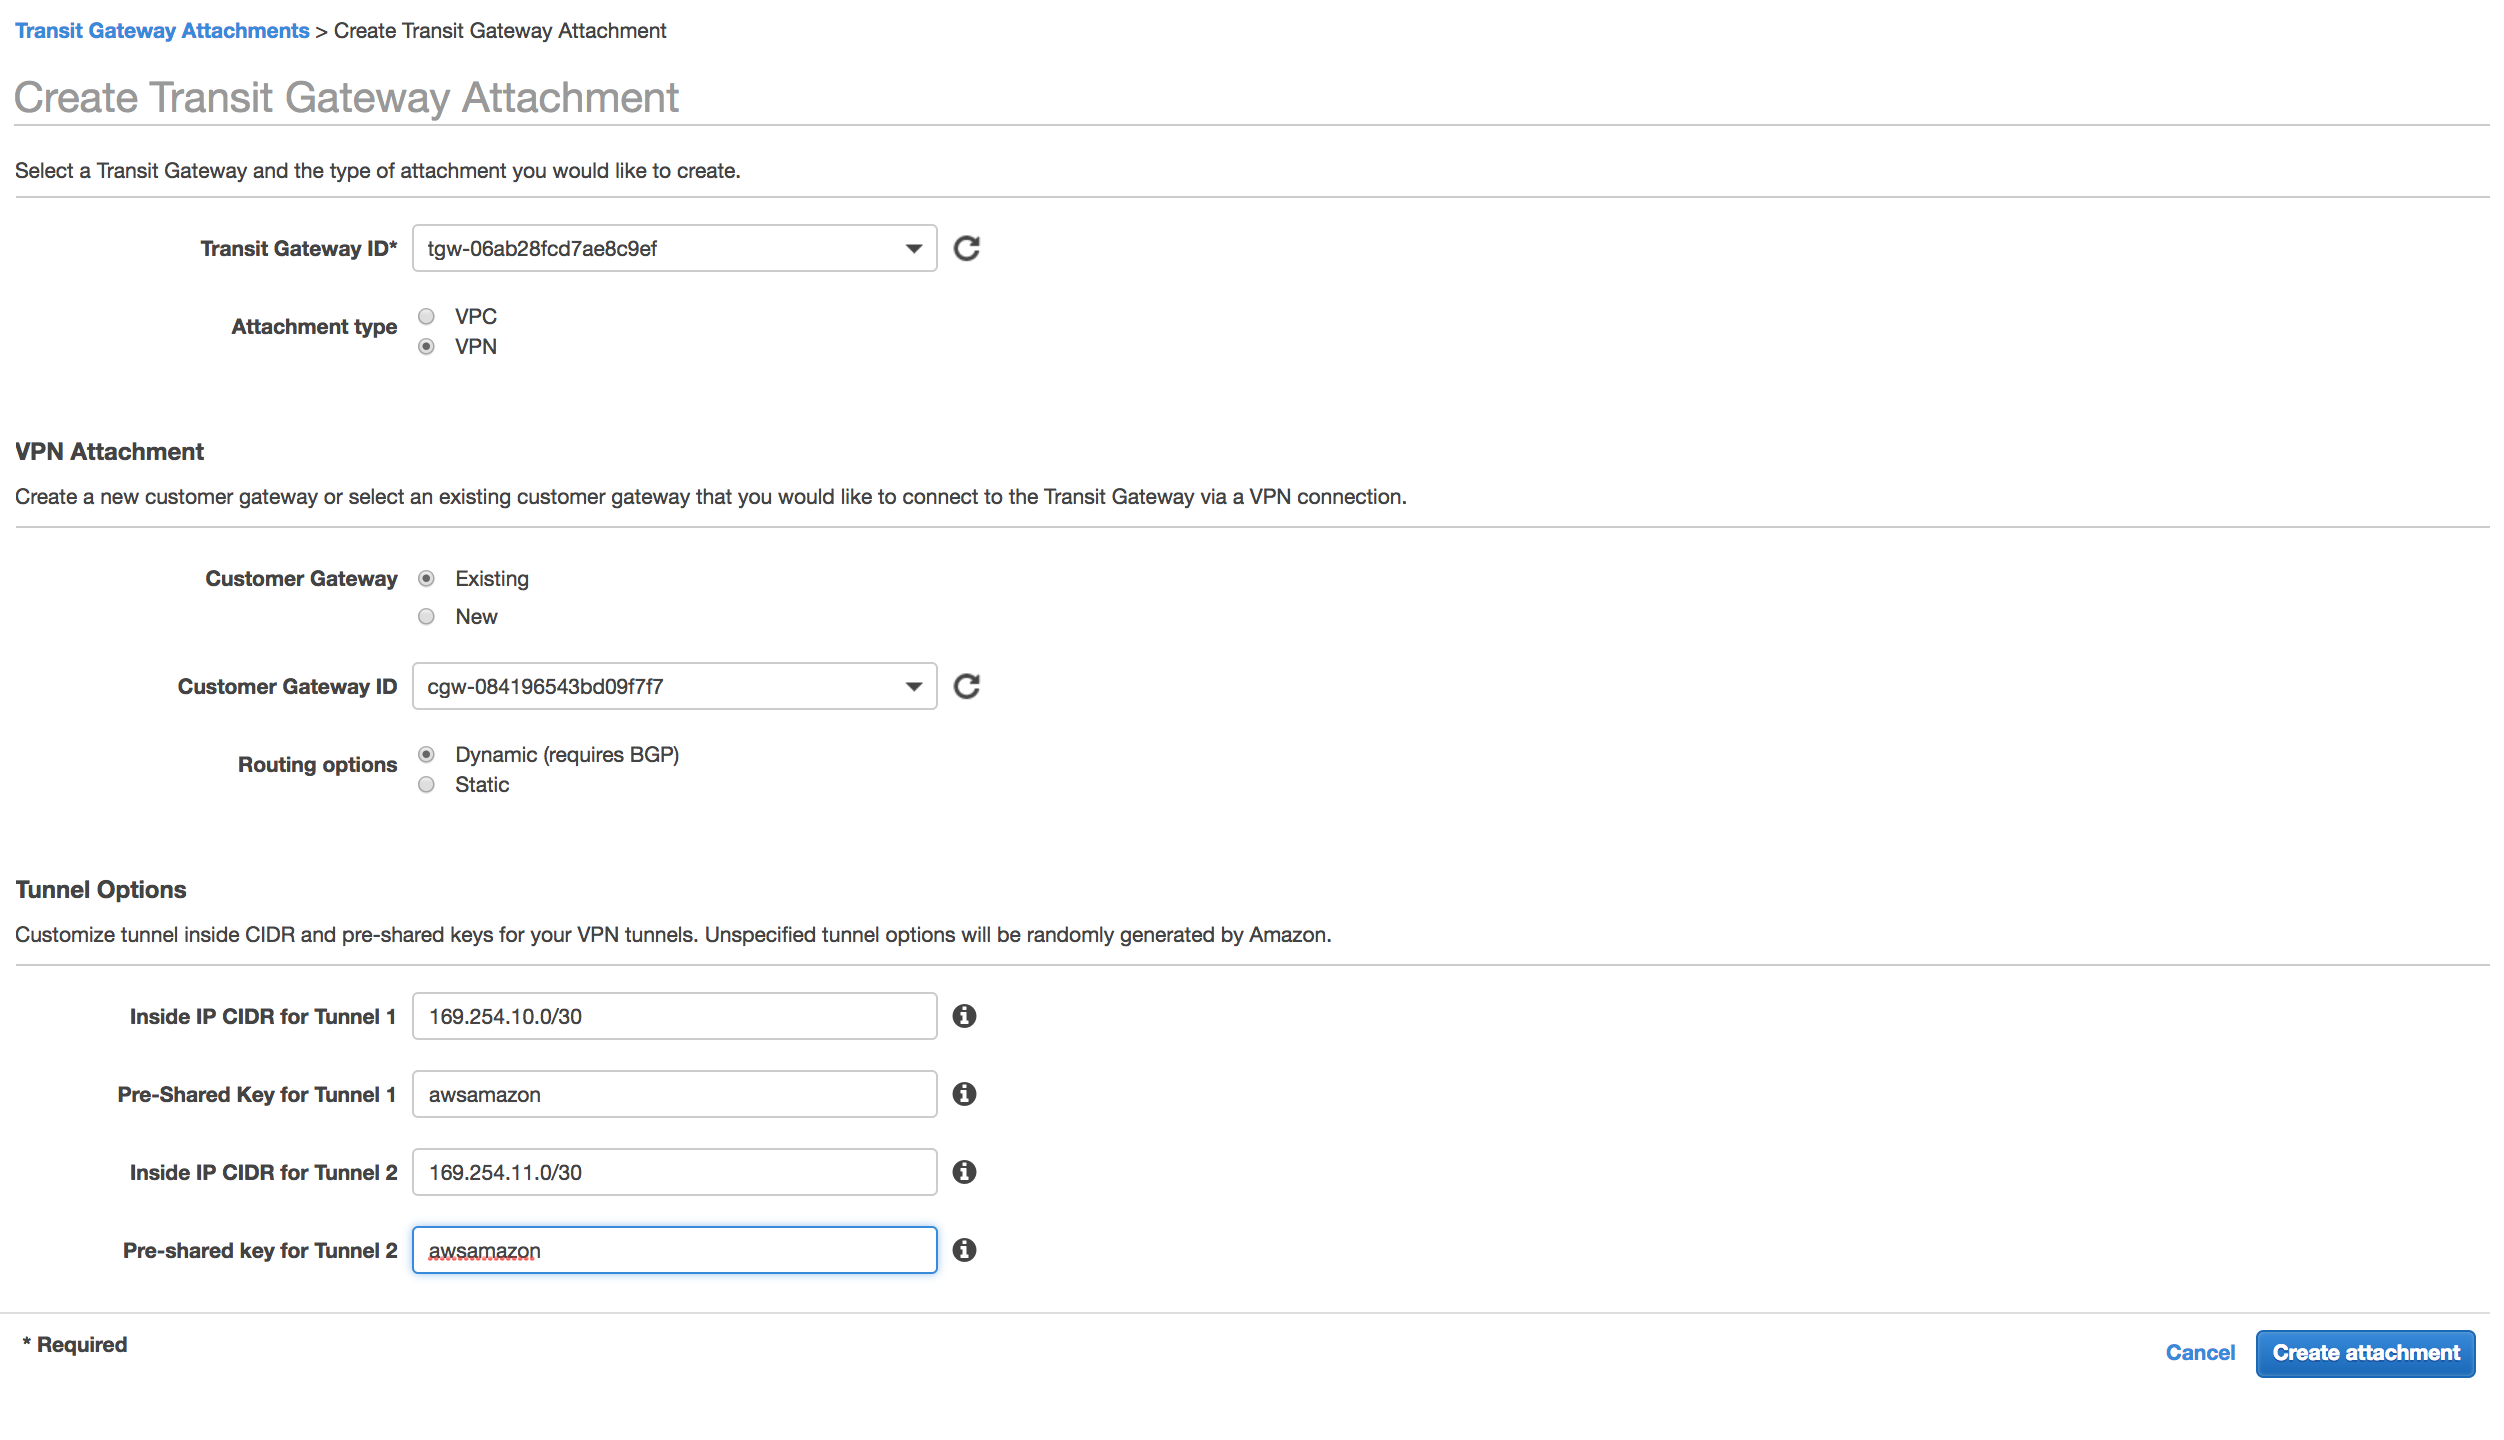 Transit Gateway Attachments > Create Transit Gateway Attachment
Create Transit Gateway Attachment
Select a Transit Gateway and the type of attachment you would like to create.
Transit Gateway ID* tgw-06ab28fcd7ae8c9ef
Attachment type
VPC
VPN
VPN Attachment
Create a new customer gateway or select an existing customer gateway that you would like to connect to the Transit Gateway via a VPN connection.
Customer Gateway Existing
New
Customer Gateway ID cgw-084196543bd09f7f7
Routing options
Dynamic (requires BGP)
Static
Tunnel Options
Customize tunnel inside CIDR and pre-shared keys for your VPN tunnels. Unspecified tunnel options will be randomly generated by Amazon.
Inside IP CIDR for Tunnel 1 169.254.10.0/30
Pre-Shared Key for Tunnel 1 awsamazon
Inside IP CIDR for Tunnel 2 169.254.11.0/30
Pre-shared key for Tunnel 2 awsamazon
* Required
Cancel Create attachment